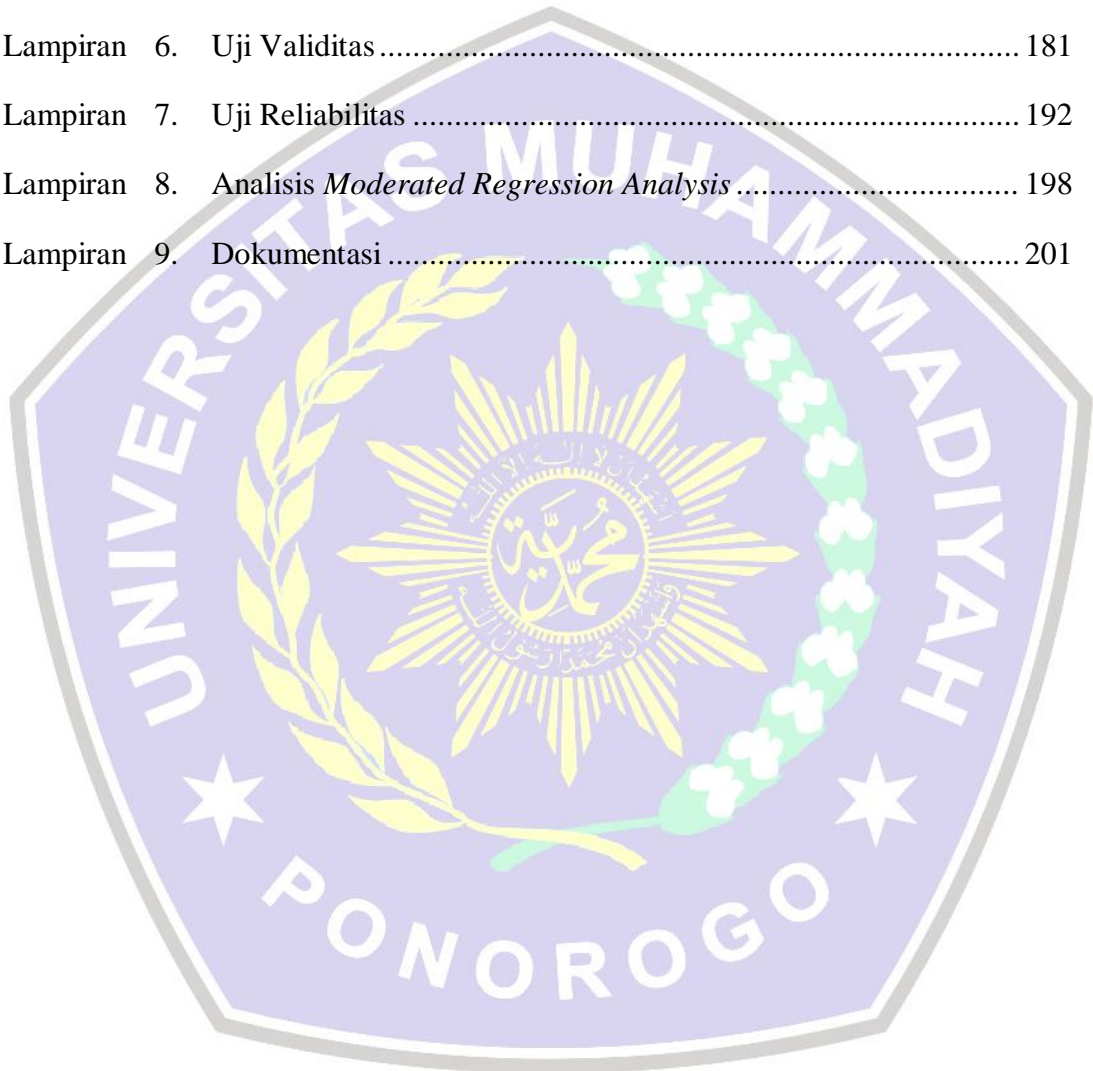 Lampiran 6. Uji Validitas ........................................................................ 181
Lampiran 7. Uji Reliabilitas .................................................................... 192
Lampiran 8. Analisis Moderated Regression Analysis ................................ 198
Lampiran 9. Dokumentasi ....................................................................... 201
UNIVERSITAS MUHAMMADIYAH
PONOROGO
محمدية